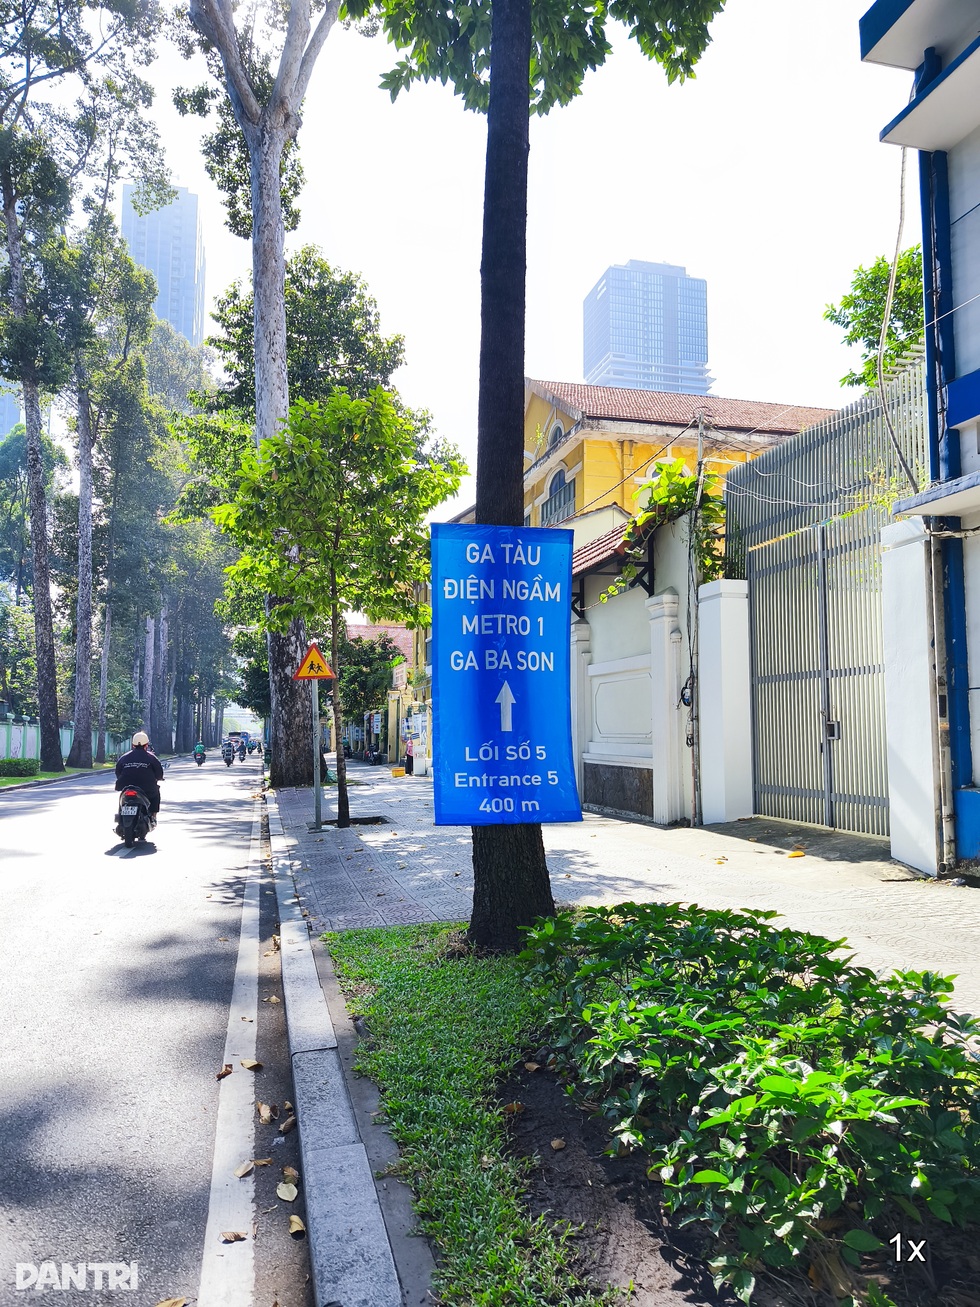 GA TÀU
ĐIỆN NGẦM
METRO 1
GA BA SON
LỐI SỐ 5
Entrance 5
400 m
1x
DANTRI